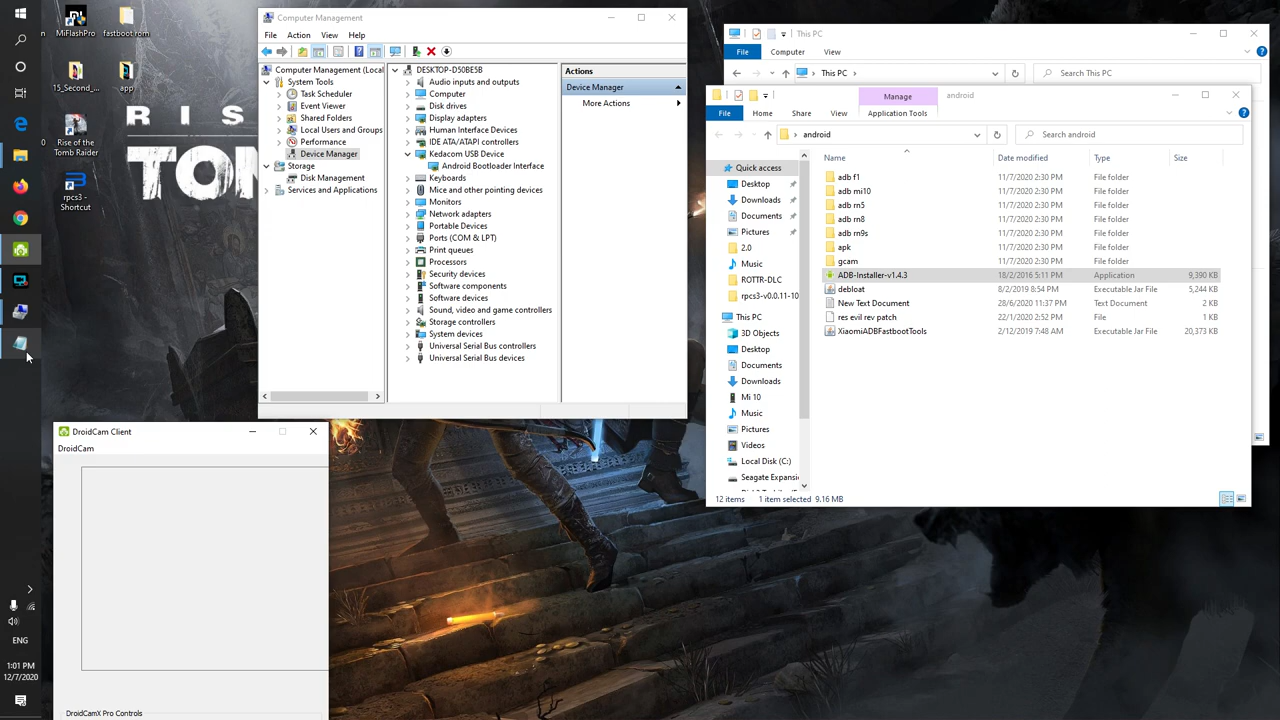 MiFlashPro
fastboot rom
15_Second_...
app
Rise of the
Tomb Raider
rpcs3 -
Shortcut
RIS
TOM
ENG
1:01 PM
12/7/2020
Computer Management
File Action View Help
Computer Management (Local
System Tools
Task Scheduler
Event Viewer
Shared Folders
Local Users and Groups
Performance
Device Manager
Storage
Disk Management
Services and Applications
DESKTOP-D50BE5B
Audio inputs and outputs
Computer
Disk drives
Display adapters
Human Interface Devices
IDE ATA/ATAPI controllers
Kedacom USB Device
Android Bootloader Interface
Keyboards
Mice and other pointing devices
Monitors
Network adapters
Portable Devices
Ports (COM & LPT)
Print queues
Processors
Security devices
Software components
Software devices
Sound, video and game controllers
Storage controllers
System devices
Universal Serial Bus controllers
Universal Serial Bus devices
Actions
Device Manager
More Actions
This PC
File Computer View
This PC
Search This PC
Manage
android
File Home Share View Application Tools
android
Search android
Quick access
Desktop
Downloads
Documents
Pictures
2.0
Music
ROTTR-DLC
rpcs3-v0.0.11-10
This PC
3D Objects
Desktop
Documents
Downloads
Mi 10
Music
Pictures
Videos
Local Disk (C:)
Seagate Expansi
Name Date modified Type Size
adb f1 11/7/2020 2:30 PM File folder
adb mi10 11/7/2020 2:30 PM File folder
adb rn5 11/7/2020 2:30 PM File folder
adb rn8 11/7/2020 2:30 PM File folder
adb rn9s 11/7/2020 2:30 PM File folder
apk 11/7/2020 2:30 PM File folder
gcam 11/7/2020 2:30 PM File folder
ADB-Installer-v1.4.3 18/2/2016 5:11 PM Application 9,390 KB
debloat 8/2/2019 8:54 PM Executable Jar File 5,244 KB
New Text Document 28/6/2020 11:37 PM Text Document 2 KB
res evil rev patch 22/1/2020 2:52 PM File 1 KB
XiaomiADBFastbootTools 2/12/2019 7:48 AM Executable Jar File 20,373 KB
12 items 1 item selected 9.16 MB
DroidCam Client
DroidCam
DroidCamX Pro Controls